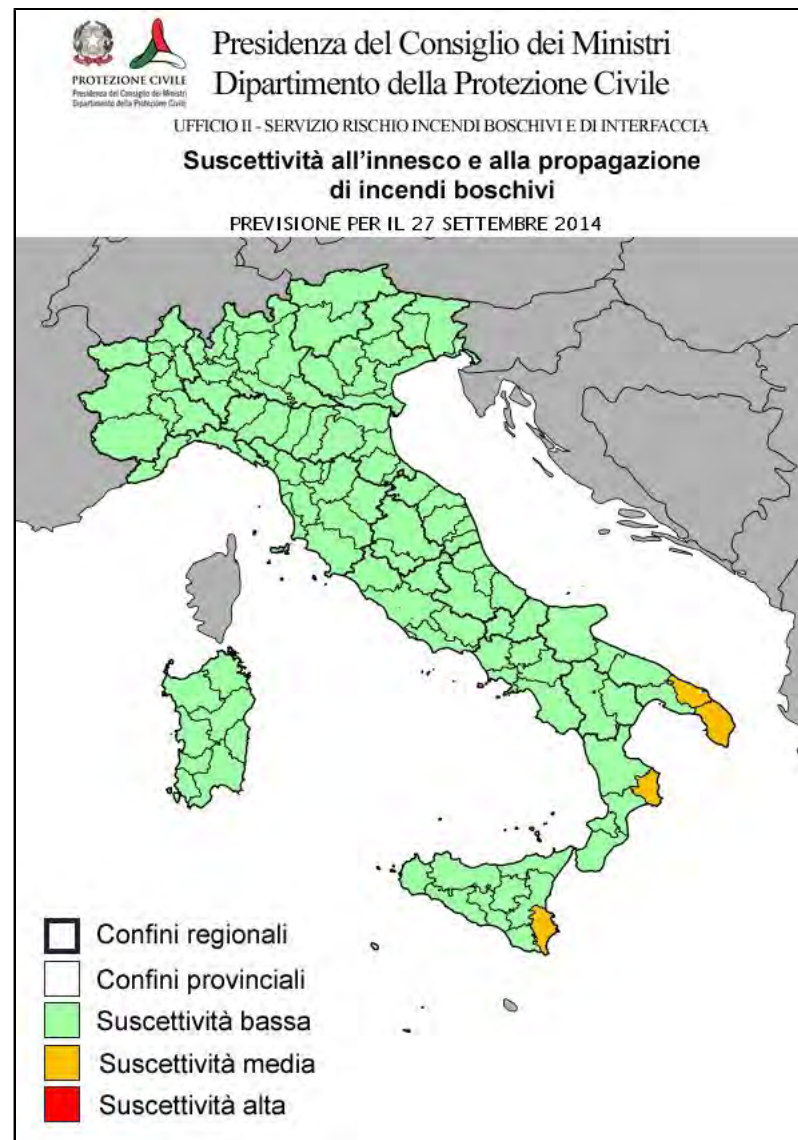 PROTEZIONE CIVILE
Presidenza del Consiglio dei Ministri
Dipartimento della Protezione Civile
Presidenza del Consiglio dei Ministri
Dipartimento della Protezione Civile
UFFICIO II - SERVIZIO RISCHIO INCENDI BOSCHIVI E DI INTERFACCIA
Suscettività all'innesco e alla propagazione
di incendi boschivi
PREVISIONE PER IL 27 SETTEMBRE 2014
Confini regionali
Confini provinciali
Suscettività bassa
Suscettività media
Suscettività alta